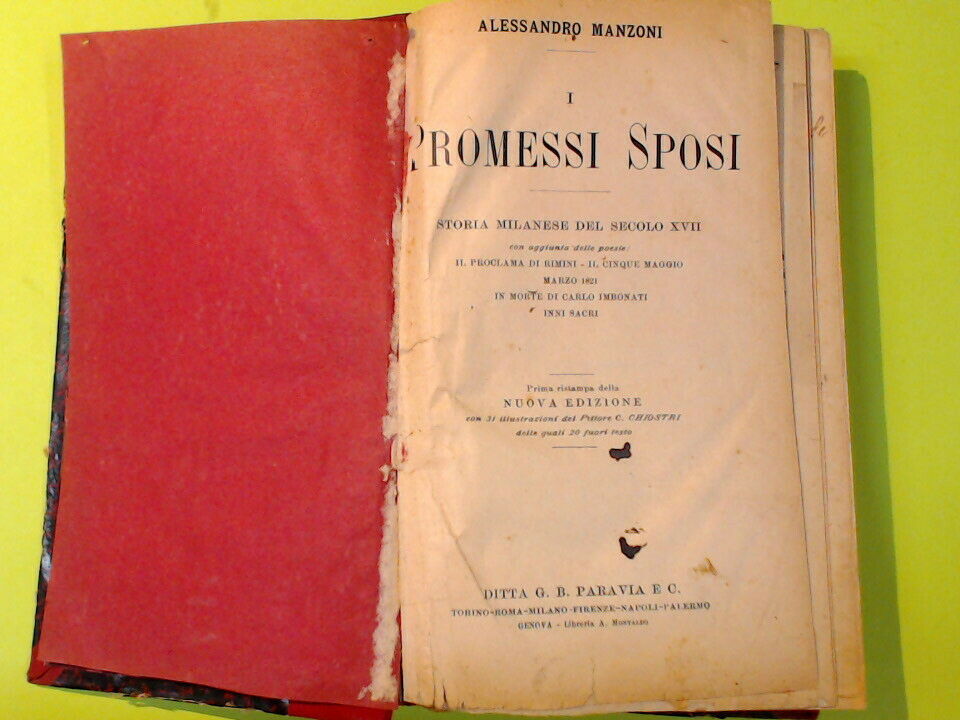 ALESSANDRO MANZONI
I
PROMESSI SPOSI
STORIA MILANESE DEL SECOLO XVII
con aggiunta delle poesie:
IL PROCLAMA DI RIMINI - IL CINQUE MAGGIO
MARZO 1821
IN MORTE DI CARLO IMBONATI
INNI SACRI
Prima ristampa della
NUOVA EDIZIONE
con 31 illustrazioni del Pittore C. CHIOSTRI
delle quali 20 fuori testo
DITTA G. B. PARAVIA E C.
TORINO-ROMA-MILANO-FIRENZE-NAPOLI-PALERMO
GENOVA - Libreria A. MONTALDO